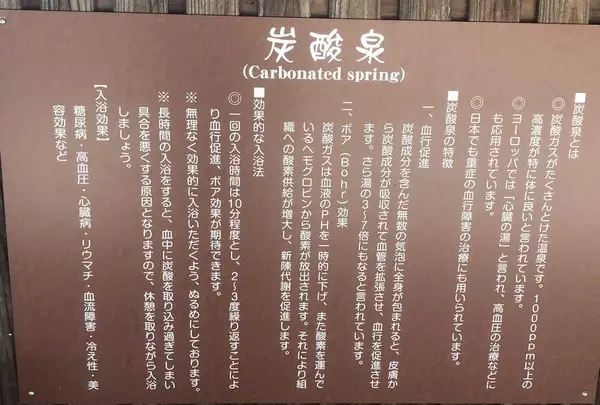 炭酸泉
(Carbonated spring)
■炭酸泉とは
◎炭酸ガスがたくさんとけた温泉です。1000ppm以上の
高濃度が特に体に良いと言われています。
◎ヨーロッパでは「心臓の湯」と言われ、高血圧の治療などに
も応用されています。
◎日本でも重症の血行障害の治療にも用いられています。
■炭酸泉の特徴
一、血行促進
炭酸成分を含んだ無数の気泡に全身が包まれると、皮膚か
ら炭酸成分が吸収されて血管を拡張させ、血行を促進させ
ます。さら湯の3~7倍にもなると言われています。
二、ボア(Bohr)効果
炭酸ガスは血液のPHを一時的に下げ、また酸素を運んで
いるヘモグロビンから酸素が放出されます。それにより組
織への酸素供給が増大し、新陳代謝を促進します。
■効果的な入浴法
◎一回の入浴時間は10分程度とし、2~3度繰り返すことによ
り血行促進、ボア効果が期待できます。
※無理なく効果的に入浴いただくよう、ぬるめにしております。
※長時間の入浴をすると、血中に炭酸を取り込み過ぎてしまい
具合を悪くする原因となりますので、休憩を取りながら入浴
しましょう。
【入浴効果】
糖尿病・高血圧・心臓病・リウマチ・血流障害・冷え性・美
容効果など